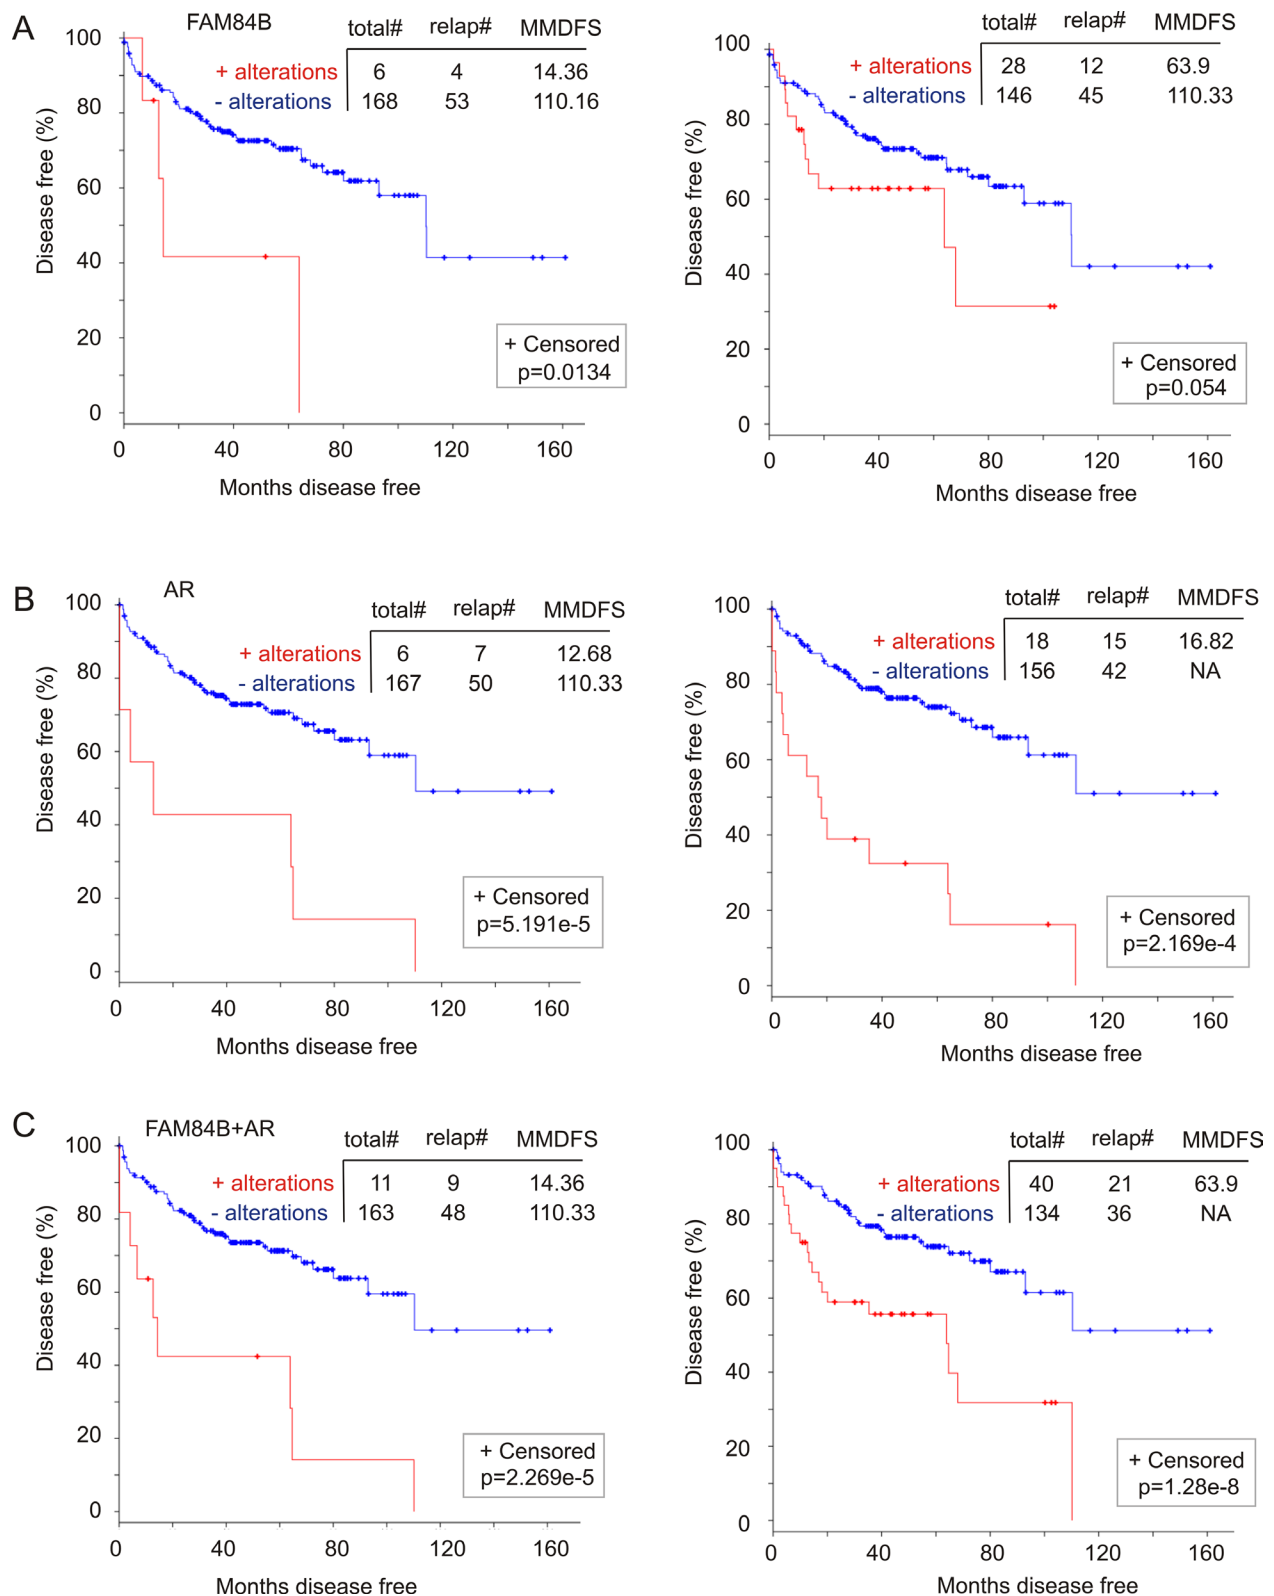 A
FAM84B
total# relap# MMDFS
+ alterations 6 4 14.36
- alterations 168 53 110.16
100
80
60
40
20
0
Disease free (%)
+ Censored
p=0.0134
0 40 80 120 160
Months disease free
total# relap# MMDFS
+ alterations 28 12 63.9
- alterations 146 45 110.33
100
80
60
40
20
0
Disease free (%)
+ Censored
p=0.054
0 40 80 120 160
Months disease free
B
AR
total# relap# MMDFS
+ alterations 6 7 12.68
- alterations 167 50 110.33
100
80
60
40
20
0
Disease free (%)
+ Censored
p=5.191e-5
0 40 80 120 160
Months disease free
total# relap# MMDFS
+ alterations 18 15 16.82
- alterations 156 42 NA
100
80
60
40
20
0
Disease free (%)
+ Censored
p=2.169e-4
0 40 80 120 160
Months disease free
C
FAM84B+AR
total# relap# MMDFS
+ alterations 11 9 14.36
- alterations 163 48 110.33
100
80
60
40
20
0
Disease free (%)
+ Censored
p=2.269e-5
0 40 80 120 160
Months disease free
total# relap# MMDFS
+ alterations 40 21 63.9
- alterations 134 36 NA
100
80
60
40
20
0
Disease free (%)
+ Censored
p=1.28e-8
0 40 80 120 160
Months disease free